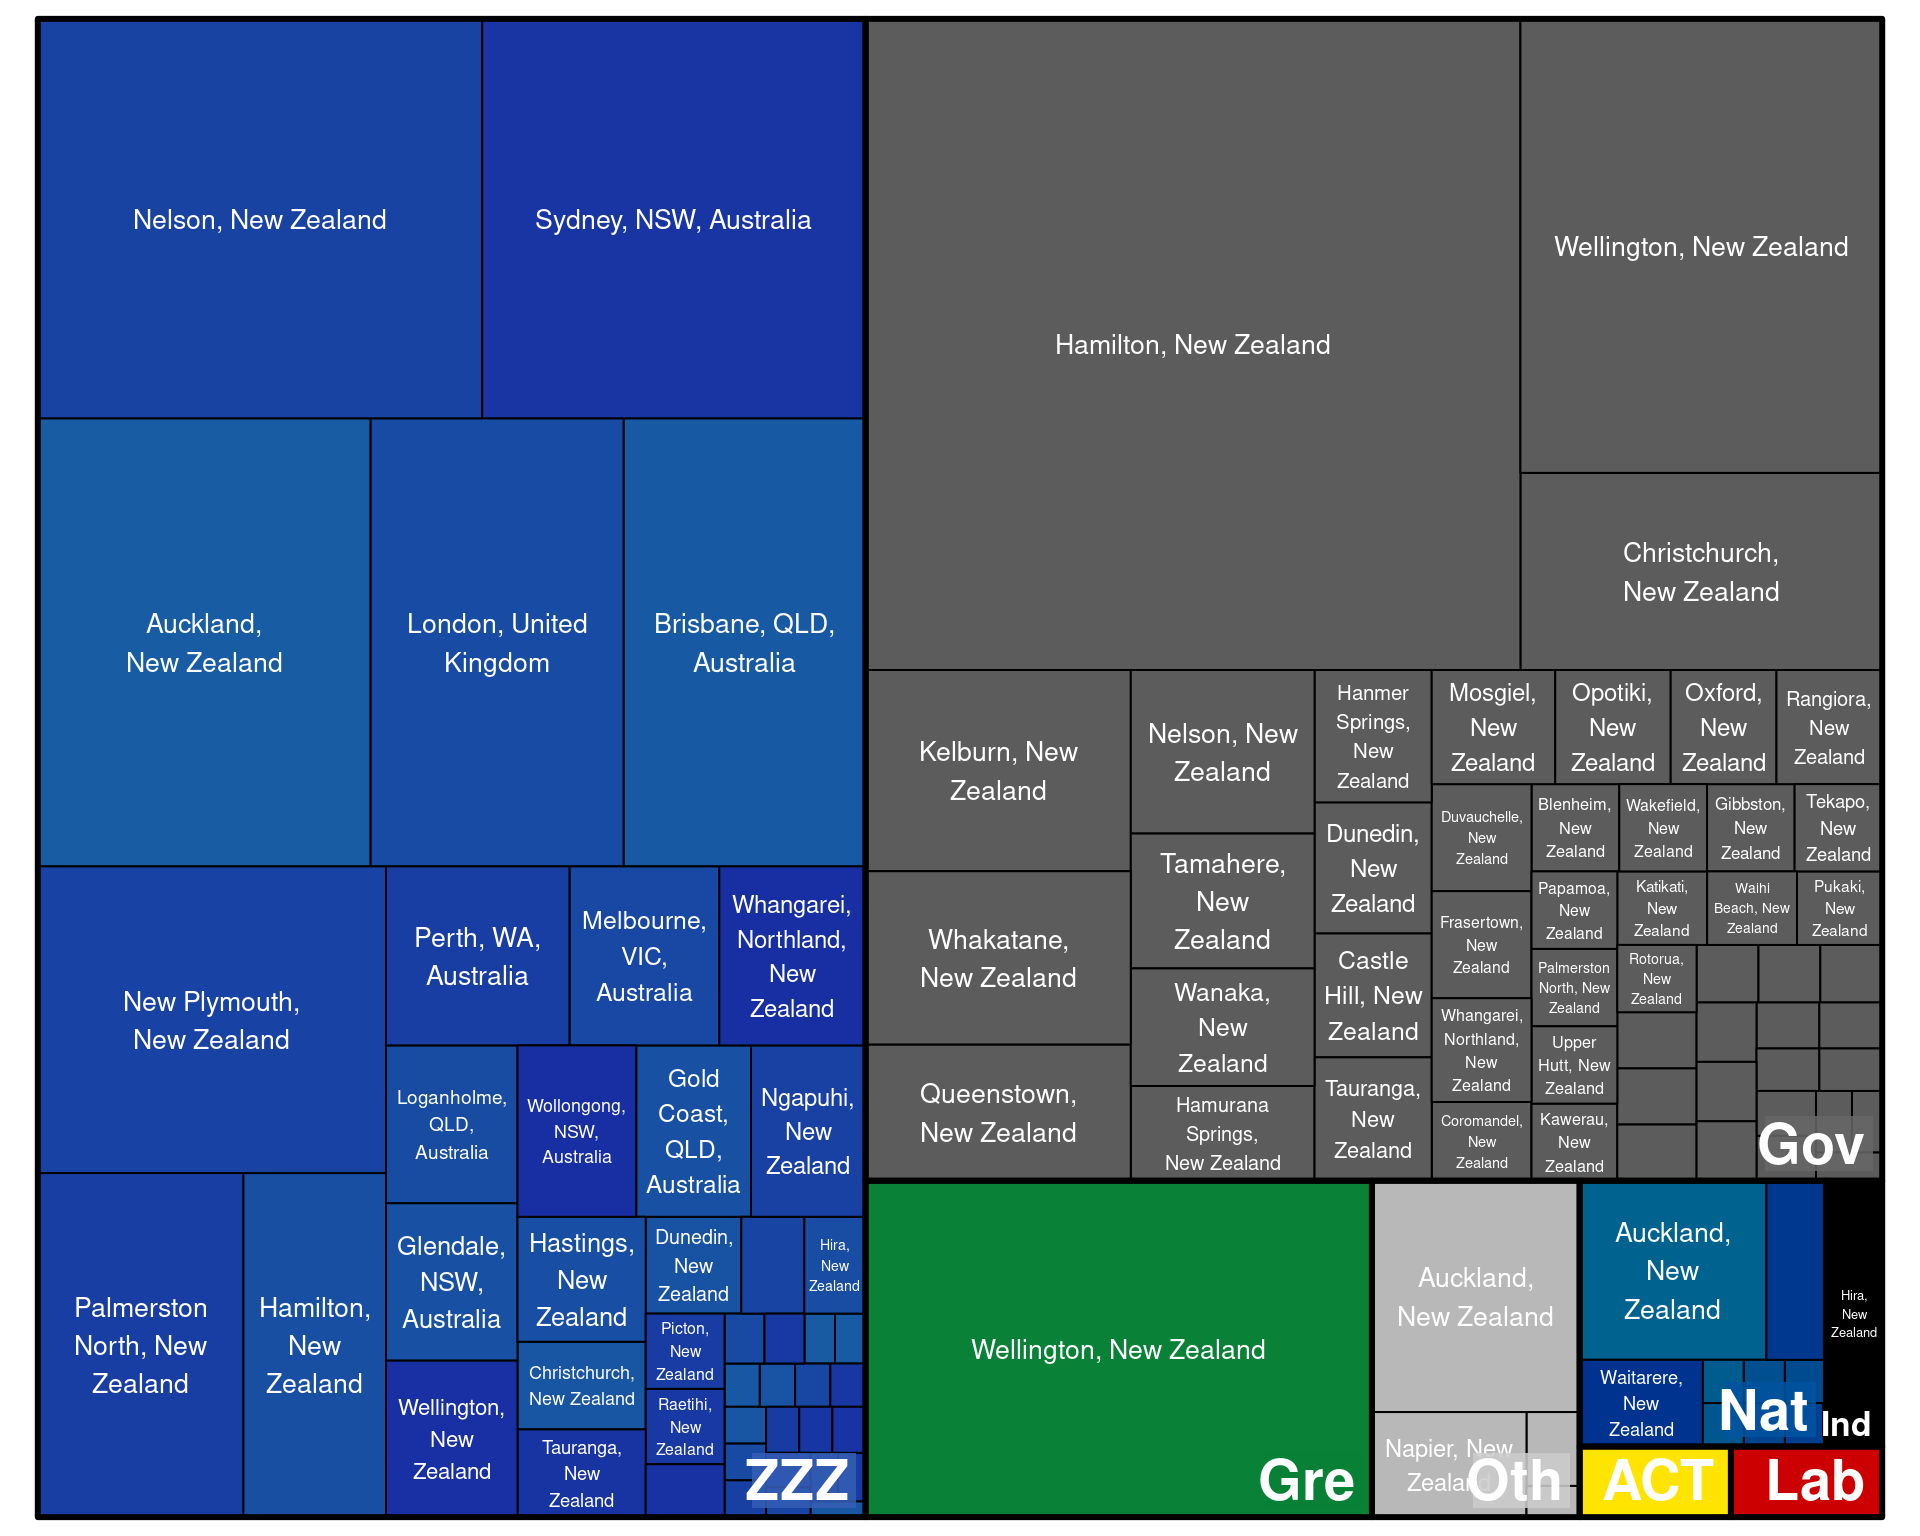 Nelson, New Zealand
Sydney, NSW, Australia
Auckland,
New Zealand
London, United
Kingdom
Brisbane, QLD,
Australia
New Plymouth,
New Zealand
Perth, WA,
Australia
Melbourne,
VIC,
Australia
Whangarei,
Northland,
New
Zealand
Loganholme,
QLD,
Australia
Wollongong,
NSW,
Australia
Gold
Coast,
QLD,
Australia
Ngapuhi,
New
Zealand
Palmerston
North, New
Zealand
Hamilton,
New
Zealand
Glendale,
NSW,
Australia
Wellington,
New
Zealand
Hastings,
New
Zealand
Christchurch,
New Zealand
Tauranga,
New
Zealand
Dunedin,
New
Zealand
Hira,
New
Zealand
Picton,
New
Zealand
Raetihi,
New
Zealand
ZZZ
Hamilton, New Zealand
Wellington, New Zealand
Christchurch,
New Zealand
Kelburn, New
Zealand
Whakatane,
New Zealand
Queenstown,
New Zealand
Nelson, New
Zealand
Tamahere,
New
Zealand
Wanaka,
New
Zealand
Hamurana
Springs,
New Zealand
Hanmer
Springs,
New
Zealand
Dunedin,
New
Zealand
Castle
Hill, New
Zealand
Tauranga,
New
Zealand
Mosgiel,
New
Zealand
Opotiki,
New
Zealand
Oxford,
New
Zealand
Rangiora,
New
Zealand
Duvauchelle,
New
Zealand
Frasertown,
New
Zealand
Whangarei,
Northland,
New
Zealand
Coromandel,
New
Zealand
Blenheim,
New
Zealand
Wakefield,
New
Zealand
Gibbston,
New
Zealand
Tekapo,
New
Zealand
Papamoa,
New
Zealand
Katikati,
New
Zealand
Waihi
Beach, New
Zealand
Pukaki,
New
Zealand
Palmerston
North, New
Zealand
Rotorua,
New
Zealand
Upper
Hutt, New
Zealand
Kawerau,
New
Zealand
Gov
Wellington, New Zealand
Gre
Auckland,
New Zealand
Napier, New
Zealand
Oth
Auckland,
New
Zealand
Waitarere,
New
Zealand
Nat
Hira,
New
Zealand
Ind
ACT
Lab